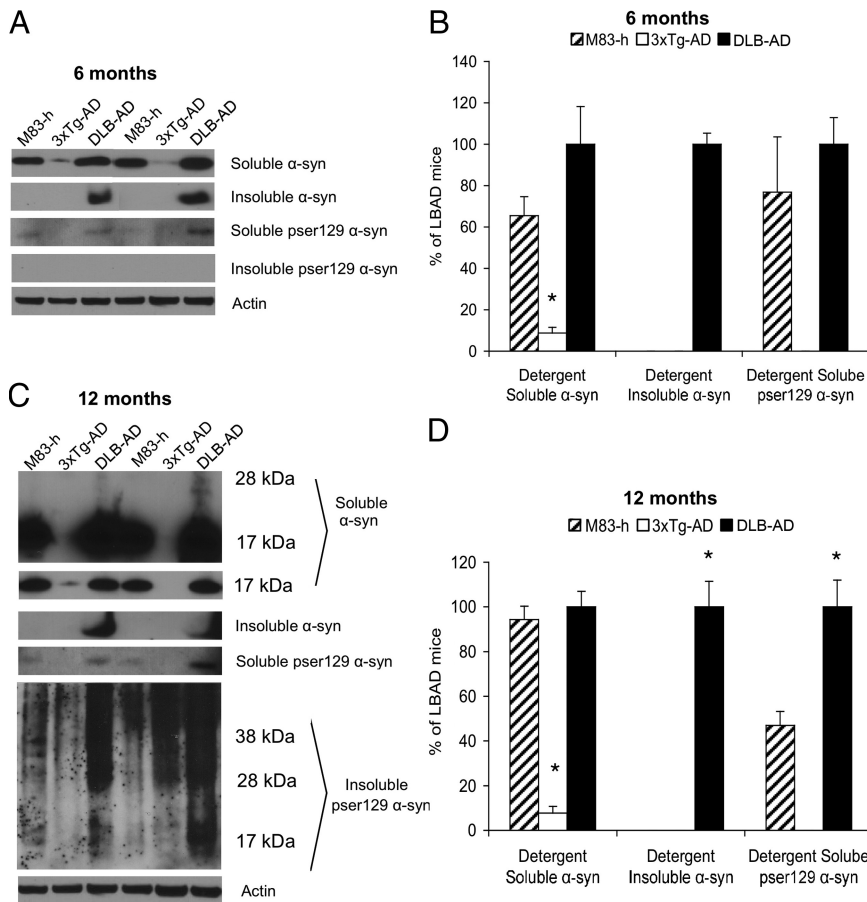 A
6 months
M83-h 3xTg-AD DLB-AD M83-h 3xTg-AD DLB-AD
Soluble α-syn
Insoluble α-syn
Soluble pser129 α-syn
Insoluble pser129 α-syn
Actin
B
6 months
M83-h 3xTg-AD DLB-AD
% of LBAD mice
140
120
100
80
60
40
20
0
*
Detergent Detergent Detergent Solube
Soluble α-syn Insoluble α-syn pser129 α-syn
C
12 months
M83-h 3xTg-AD DLB-AD M83-h 3xTg-AD DLB-AD
28 kDa
Soluble
α-syn
17 kDa
17 kDa
Insoluble α-syn
Soluble pser129 α-syn
38 kDa
28 kDa
Insoluble
pser129 α-syn
17 kDa
Actin
D
12 months
M83-h 3xTg-AD DLB-AD
% of LBAD mice
120
100
80
60
40
20
0
* * *
Detergent Detergent Detergent Solube
Soluble α-syn Insoluble α-syn pser129 α-syn